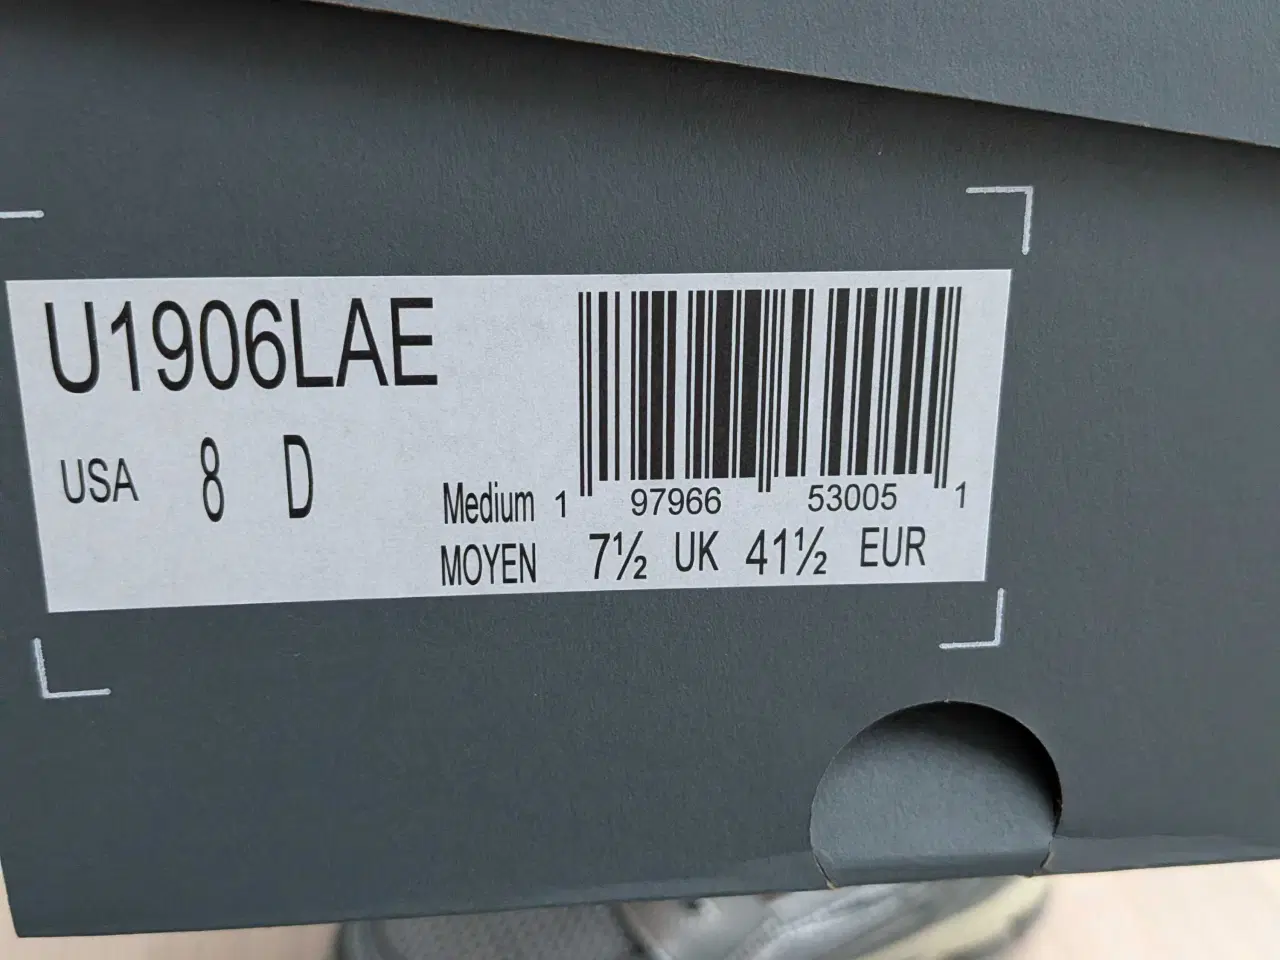 U1906LAE
USA 8 D
Medium 1 97966 53005 1
MOYEN 7½ UK 41½ EUR